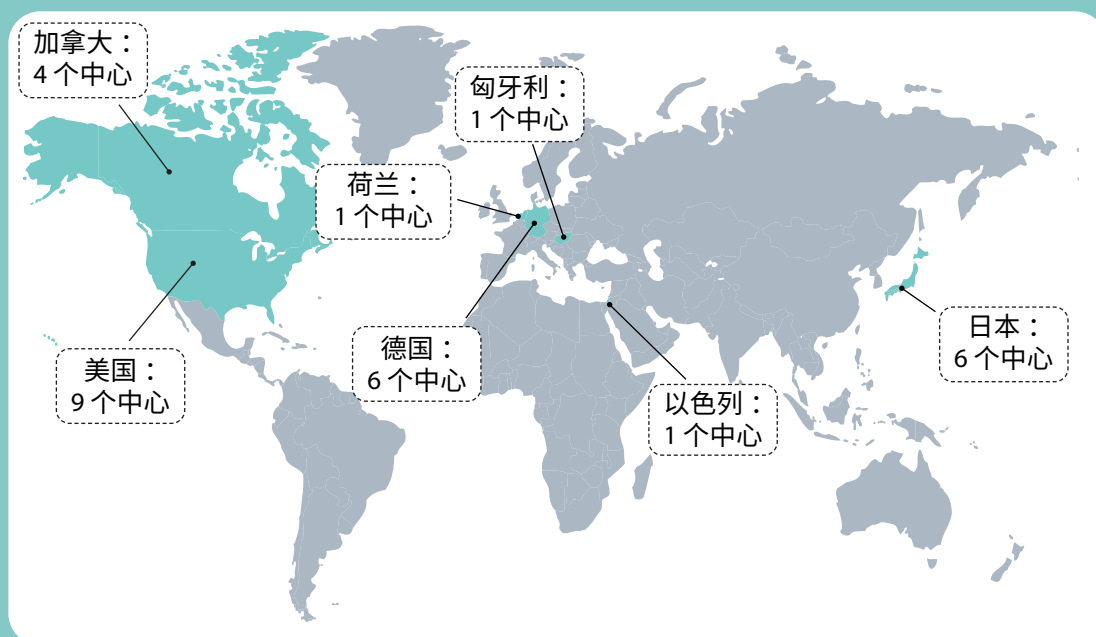 加拿大：
4 个中心
匈牙利：
1 个中心
荷兰：
1 个中心
美国：
9 个中心
德国：
6 个中心
以色列：
1 个中心
日本：
6 个中心